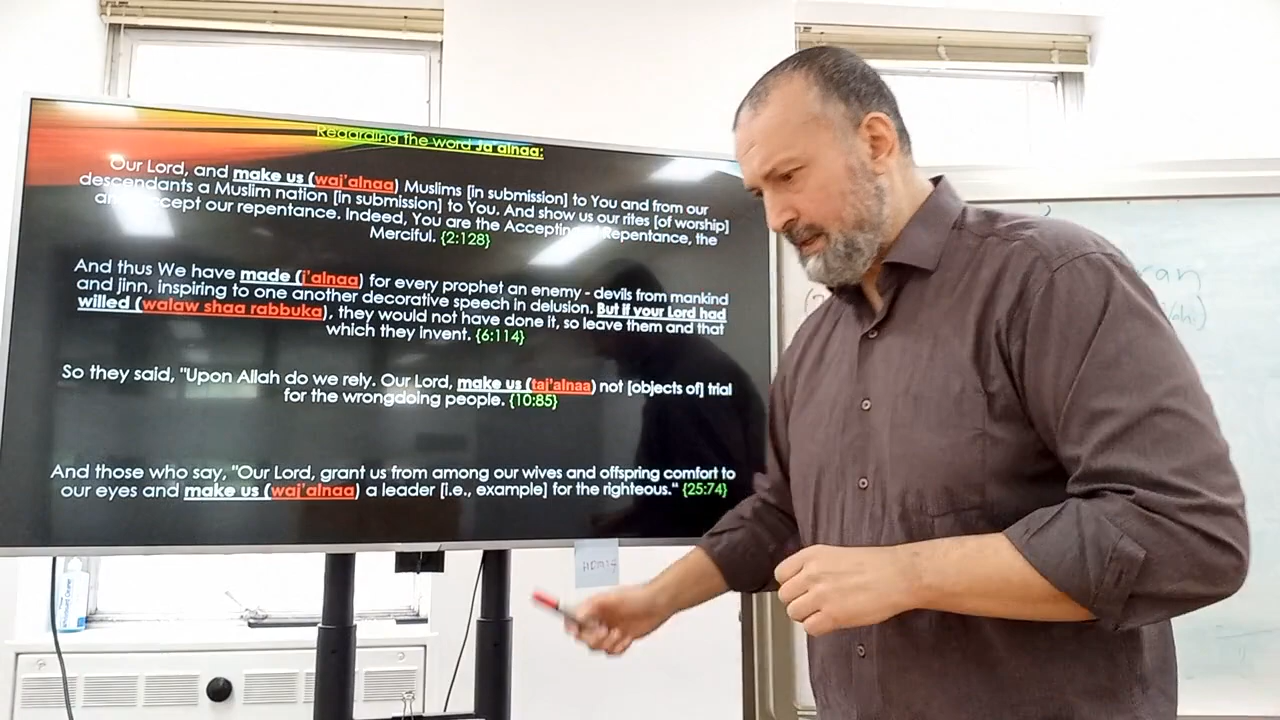 Regarding the word Ja'alnaa:
Our Lord, and make us (waj'alnaa) Muslims [in submission] to You and from our
descendants a Muslim nation [in submission] to You. And show us our rites [of worship]
accept our repentance. Indeed, You are the Accepting of Repentance, the
Merciful. {2:128}
And thus We have made (j'alnaa) for every prophet an enemy - devils from mankind
and jinn, inspiring to one another decorative speech in delusion. But if your Lord had
willed (walaw shaa rabbuka), they would not have done it, so leave them and that
which they invent. {6:114}
So they said, "Upon Allah do we rely. Our Lord, make us (taj'alnaa) not [objects of] trial
for the wrongdoing people. {10:85}
And those who say, "Our Lord, grant us from among our wives and offspring comfort to
our eyes and make us (waj'alnaa) a leader [i.e., example] for the righteous." {25:74}